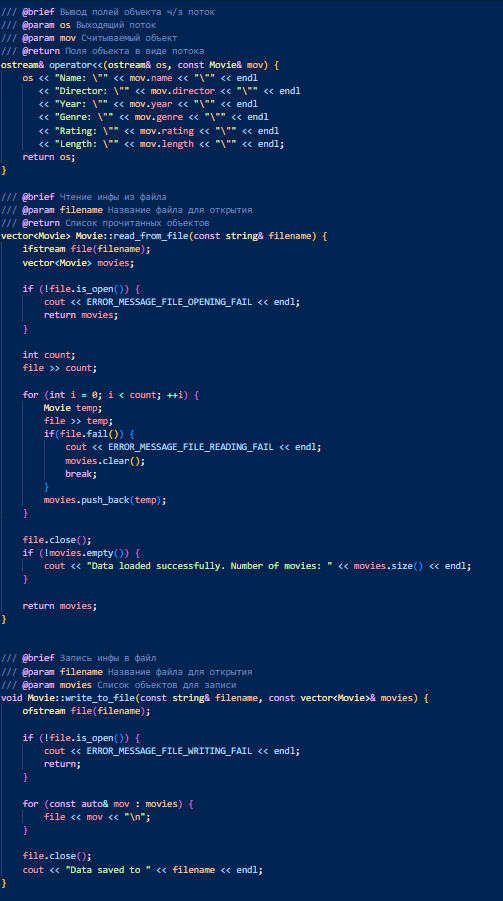 /// @brief Вывод полей объекта ч/з поток
/// @param os Выходящий поток
/// @param mov Считываемый объект
/// @return Поля объекта в виде потока
ostream& operator<<(ostream& os, const Movie& mov) {
    os << "Name: \"" << mov.name << "\"" << endl
       << "Director: \"" << mov.director << "\"" << endl
       << "Year: \"" << mov.year << "\"" << endl
       << "Genre: \"" << mov.genre << "\"" << endl
       << "Rating: \"" << mov.rating << "\"" << endl
       << "Length: \"" << mov.length << "\"" << endl;
    return os;
}
/// @brief Чтение инфы из файла
/// @param filename Название файла для открытия
/// @return Список прочитанных объектов
vector<Movie> Movie::read_from_file(const string& filename) {
    ifstream file(filename);
    vector<Movie> movies;
    if (!file.is_open()) {
        cout << ERROR_MESSAGE_FILE_OPENING_FAIL << endl;
        return movies;
    }
    int count;
    file >> count;
    for (int i = 0; i < count; ++i) {
        Movie temp;
        file >> temp;
        if(file.fail()) {
            cout << ERROR_MESSAGE_FILE_READING_FAIL << endl;
            movies.clear();
            break;
        }
        movies.push_back(temp);
    }
    file.close();
    if (!movies.empty()) {
        cout << "Data loaded successfully. Number of movies: " << movies.size() << endl;
    }
    return movies;
}
/// @brief Запись инфы в файл
/// @param filename Название файла для открытия
/// @param movies Список объектов для записи
void Movie::write_to_file(const string& filename, const vector<Movie>& movies) {
    ofstream file(filename);
    if (!file.is_open()) {
        cout << ERROR_MESSAGE_FILE_WRITING_FAIL << endl;
        return;
    }
    for (const auto& mov : movies) {
        file << mov << "\n";
    }
    file.close();
    cout << "Data saved to " << filename << endl;
}